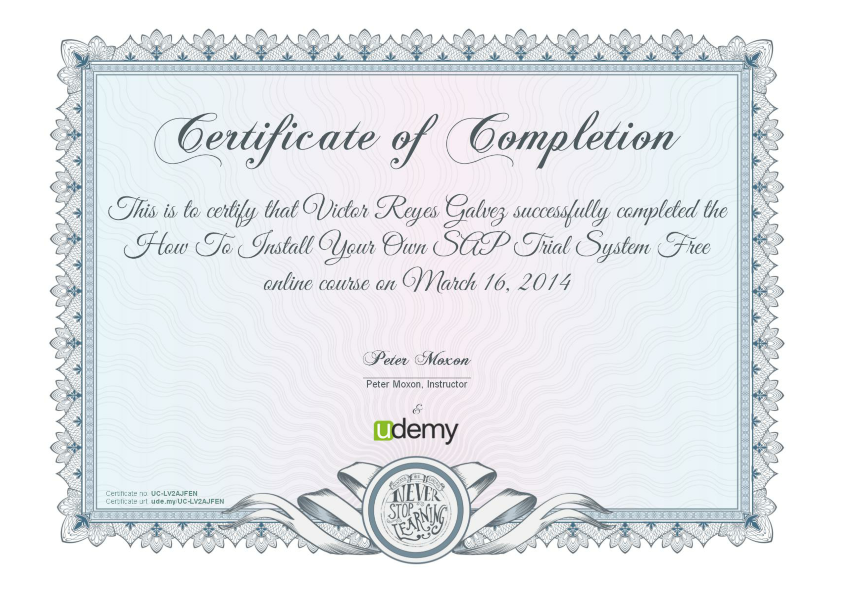 Certificate of Completion
This is to certify that Victor Reyes Galvez successfully completed the
How To Install Your Own SAP Trial System Free
online course on March 16, 2014
Peter Moxon
Peter Moxon, Instructor
&
udemy
Certificate no: UC-LV2AJFEN
Certificate url: ude.my/UC-LV2AJFEN
NEVER
STOP
LEARNING